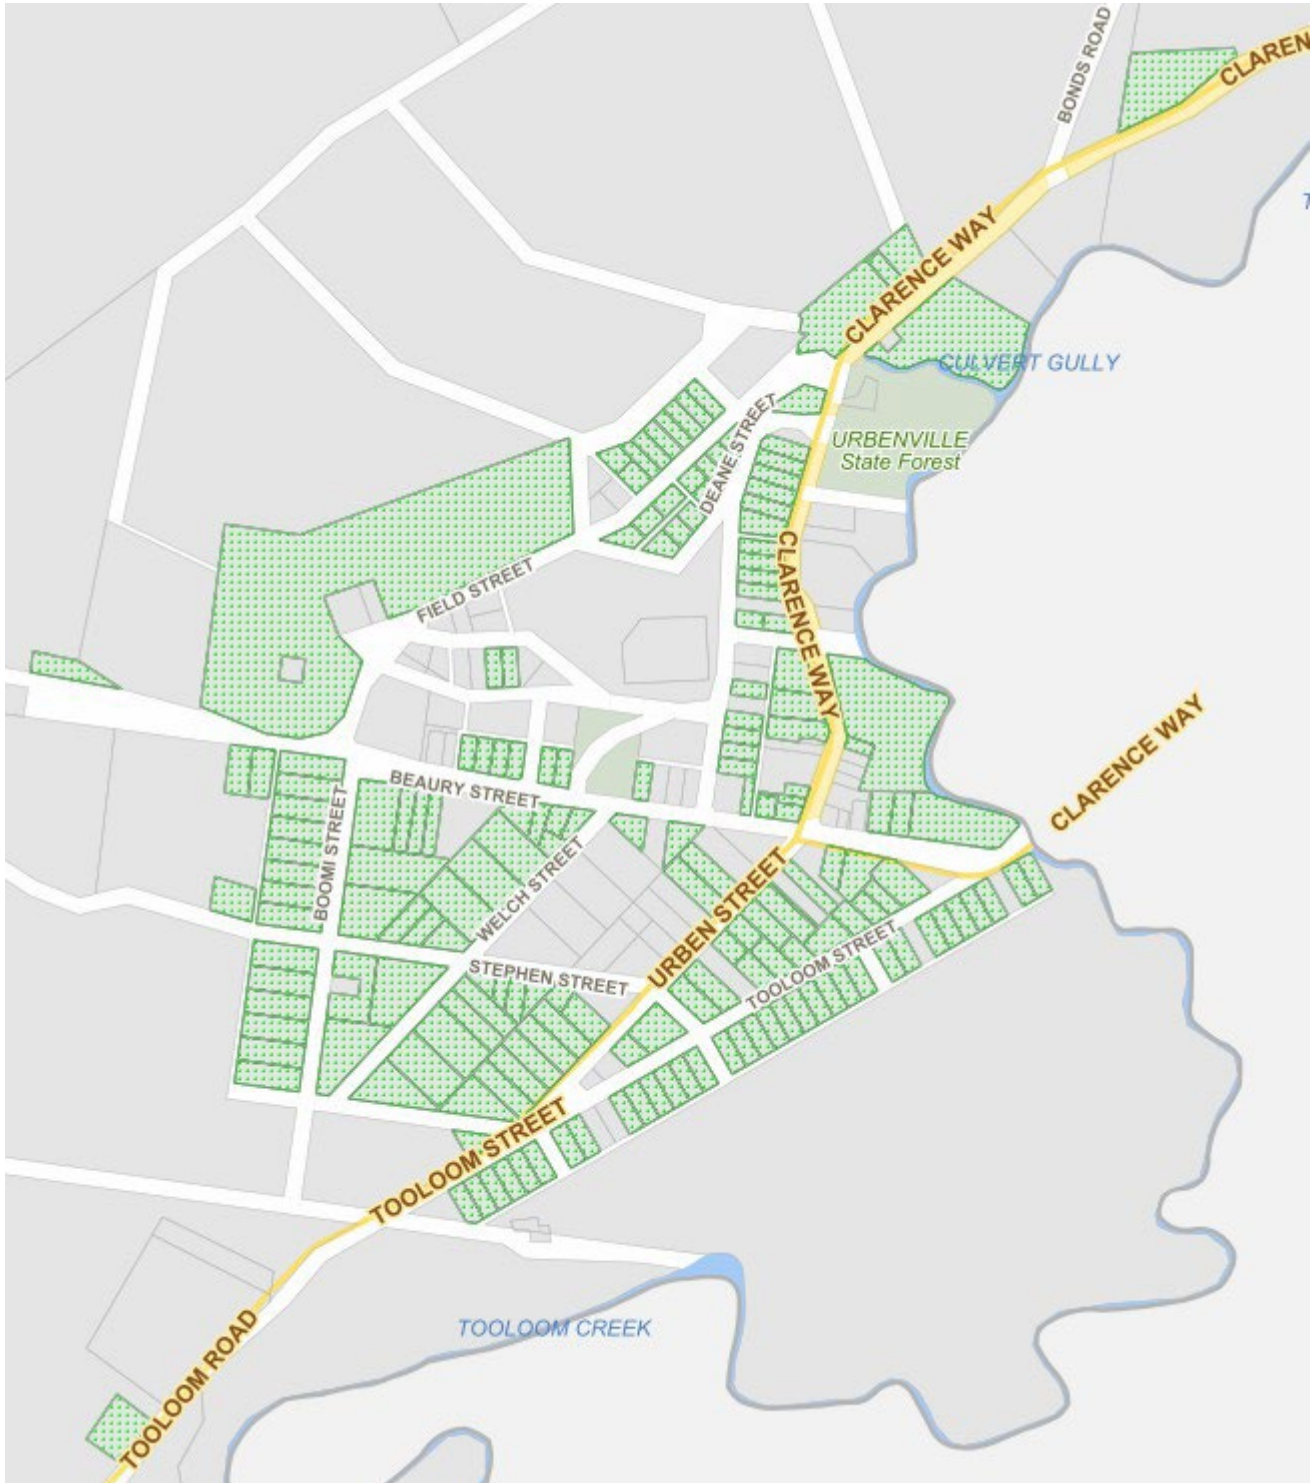 CLAREN
BONDS ROAD
T
CLARENCE WAY
CULVERT GULLY
DEANE STREET
URBENVILLE
State Forest
CLARENCE WAY
FIELD STREET
CLARENCE WAY
BEAURY STREET
BOOMI STREET
WELCH STREET
URBEN STREET
STEPHEN STREET
TOOLOOM STREET
TOOLOOM STREET
TOOLOOM CREEK
TOOLOOM ROAD